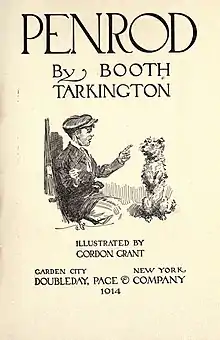 PENROD
By BOOTH
TARKINGTON
ILLUSTRATED BY
GORDON GRANT
GARDEN CITY NEW YORK
DOUBLEDAY, PAGE & COMPANY
1914